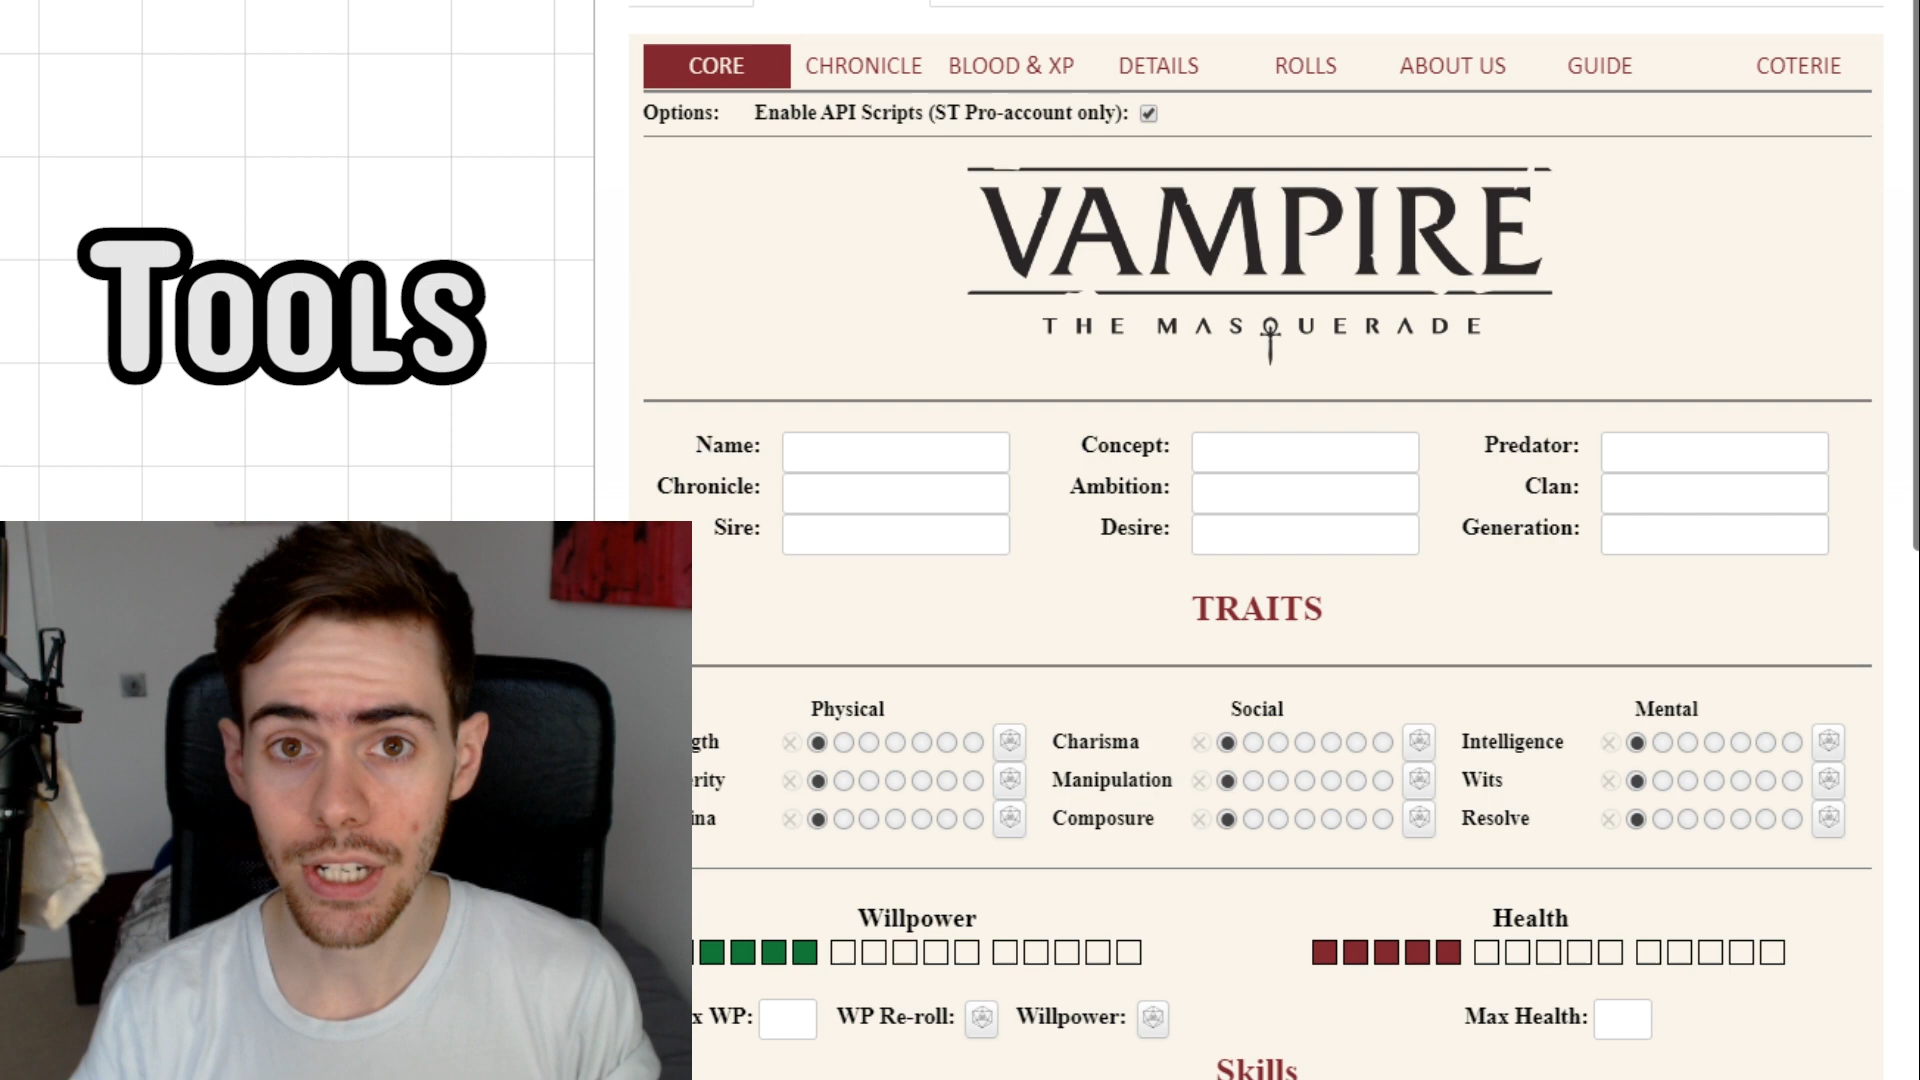 CORE CHRONICLE BLOOD & XP DETAILS ROLLS ABOUT US GUIDE COTERIE
Options: Enable API Scripts (ST Pro-account only):
VAMPIRE
THE MASQUERADE
Tools
Name: Concept: Predator:
Chronicle: Ambition: Clan:
Sire: Desire: Generation:
TRAITS
Physical Social Mental
gth Charisma Intelligence
rity Manipulation Wits
ina Composure Resolve
Willpower Health
x WP: WP Re-roll: Willpower: Max Health:
Skills